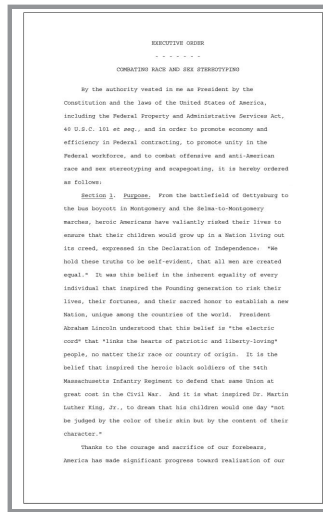 EXECUTIVE ORDER
- - - - - - -
COMBATING RACE AND SEX STEREOTYPING
By the authority vested in me as President by the
Constitution and the laws of the United States of America,
including the Federal Property and Administrative Services Act,
40 U.S.C. 101 et seq., and in order to promote economy and
efficiency in Federal contracting, to promote unity in the
Federal workforce, and to combat offensive and anti-American
race and sex stereotyping and scapegoating, it is hereby ordered
as follows:
Section 1. Purpose. From the battlefield of Gettysburg to
the bus boycott in Montgomery and the Selma-to-Montgomery
marches, heroic Americans have valiantly risked their lives to
ensure that their children would grow up in a Nation living out
its creed, expressed in the Declaration of Independence: "We
hold these truths to be self-evident, that all men are created
equal." It was this belief in the inherent equality of every
individual that inspired the Founding generation to risk their
lives, their fortunes, and their sacred honor to establish a new
Nation, unique among the countries of the world. President
Abraham Lincoln understood that this belief is "the electric
cord" that "links the hearts of patriotic and liberty-loving"
people, no matter their race or country of origin. It is the
belief that inspired the heroic black soldiers of the 54th
Massachusetts Infantry Regiment to defend that same Union at
great cost in the Civil War. And it is what inspired Dr. Martin
Luther King, Jr., to dream that his children would one day "not
be judged by the color of their skin but by the content of their
character."
Thanks to the courage and sacrifice of our forebears,
America has made significant progress toward realization of our